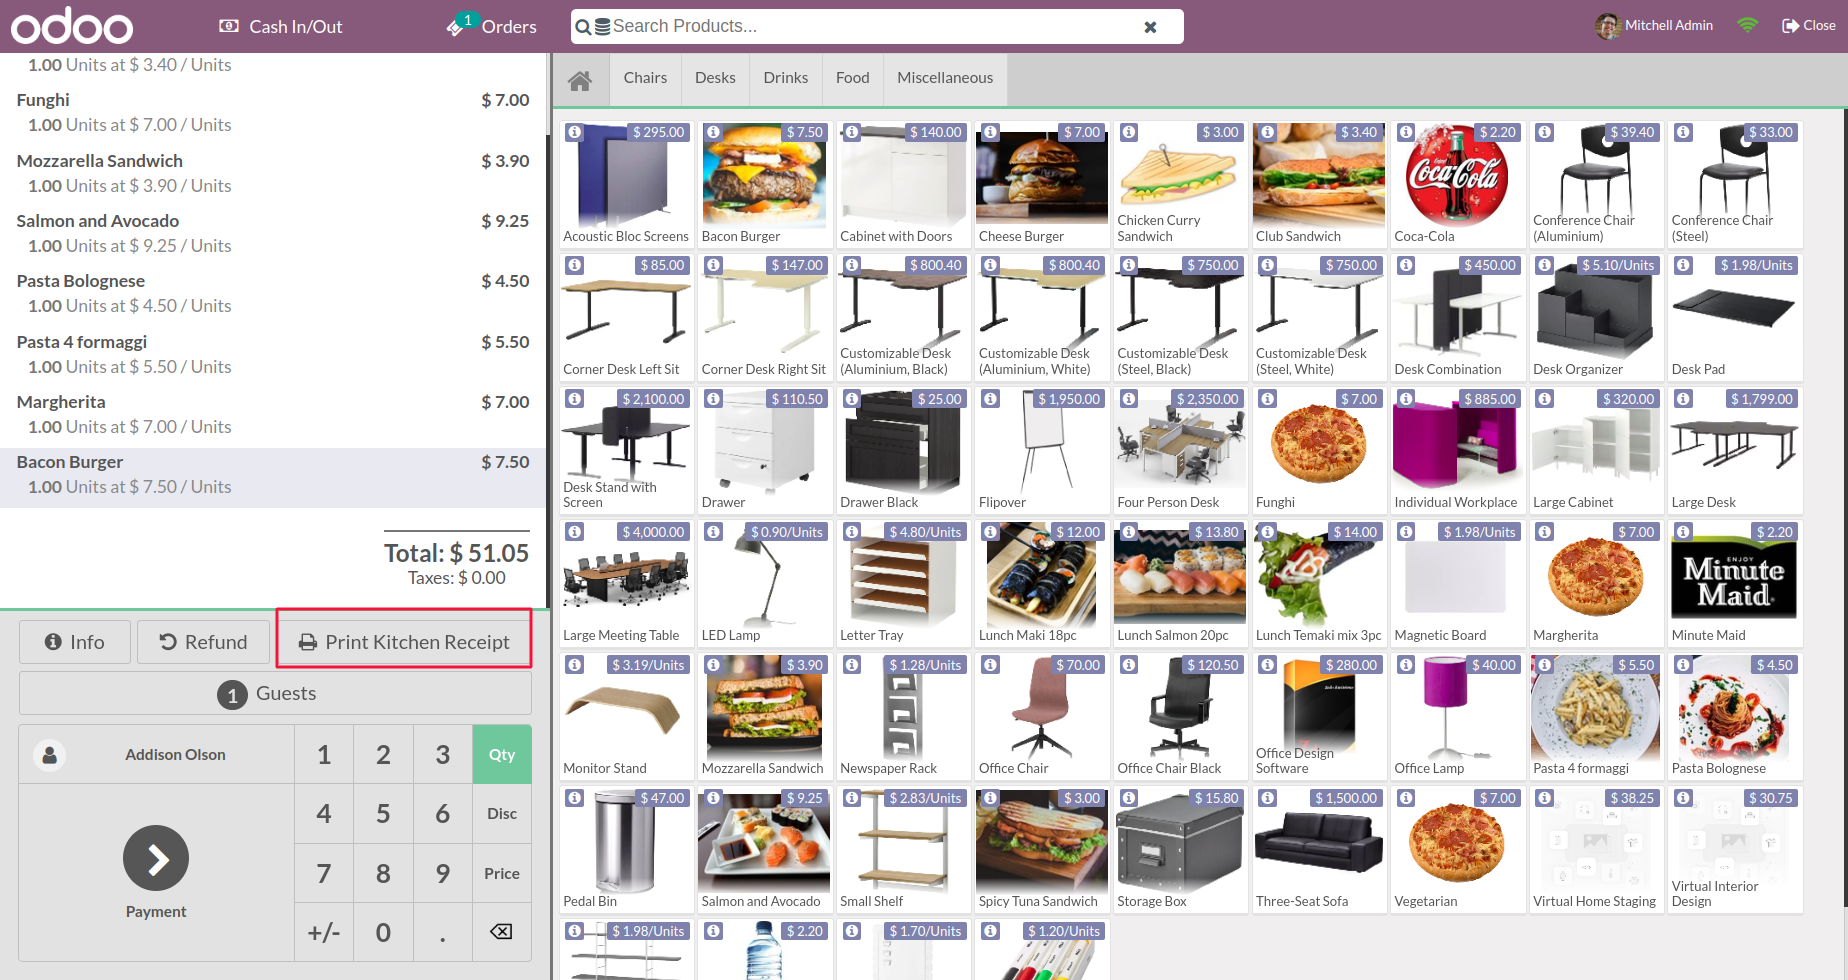 odoo
Cash In/Out
1
Orders
Search Products...
Mitchell Admin
Close
1.00 Units at $ 3.40 / Units
Funghi $ 7.00
1.00 Units at $ 7.00 / Units
Mozzarella Sandwich $ 3.90
1.00 Units at $ 3.90 / Units
Salmon and Avocado $ 9.25
1.00 Units at $ 9.25 / Units
Pasta Bolognese $ 4.50
1.00 Units at $ 4.50 / Units
Pasta 4 formaggi $ 5.50
1.00 Units at $ 5.50 / Units
Margherita $ 7.00
1.00 Units at $ 7.00 / Units
Bacon Burger $ 7.50
1.00 Units at $ 7.50 / Units
Total: $ 51.05
Taxes: $ 0.00
Info
Refund
Print Kitchen Receipt
1 Guests
Addison Olson
1 2 3 Qty
4 5 6 Disc
7 8 9 Price
+/- 0 .
Payment
Chairs Desks Drinks Food Miscellaneous
$ 295.00
Acoustic Bloc Screens
$ 7.50
Bacon Burger
$ 140.00
Cabinet with Doors
$ 7.00
Cheese Burger
$ 3.00
Chicken Curry
Sandwich
$ 3.40
Club Sandwich
$ 2.20
Coca-Cola
Coca-Cola
$ 39.40
Conference Chair
(Aluminium)
$ 33.00
Conference Chair
(Steel)
$ 85.00
Corner Desk Left Sit
$ 147.00
Corner Desk Right Sit
$ 800.40
Customizable Desk
(Aluminium, Black)
$ 800.40
Customizable Desk
(Aluminium, White)
$ 750.00
Customizable Desk
(Steel, Black)
$ 750.00
Customizable Desk
(Steel, White)
$ 450.00
Desk Combination
$ 5.10/Units
Desk Organizer
$ 1.98/Units
Desk Pad
$ 2,100.00
Desk Stand with
Screen
$ 110.50
Drawer
$ 25.00
Drawer Black
$ 1,950.00
Flipover
$ 2,350.00
Four Person Desk
$ 7.00
Funghi
$ 885.00
Individual Workplace
$ 320.00
Large Cabinet
$ 1,799.00
Large Desk
$ 4,000.00
Large Meeting Table
$ 0.90/Units
LED Lamp
$ 4.80/Units
Letter Tray
$ 12.00
Lunch Maki 18pc
$ 13.80
Lunch Salmon 20pc
$ 14.00
Lunch Temaki mix 3pc
$ 1.98/Units
Magnetic Board
$ 7.00
Margherita
$ 2.20
ENJOY
Minute
Maid
Minute Maid
$ 3.19/Units
Monitor Stand
$ 3.90
Mozzarella Sandwich
$ 1.28/Units
Newspaper Rack
$ 70.00
Office Chair
$ 120.50
Office Chair Black
$ 280.00
Office Design
Software
$ 40.00
Office Lamp
$ 5.50
Pasta 4 formaggi
$ 4.50
Pasta Bolognese
$ 47.00
Pedal Bin
$ 9.25
Salmon and Avocado
$ 2.83/Units
Small Shelf
$ 3.00
Spicy Tuna Sandwich
$ 15.80
Storage Box
$ 1,500.00
Three-Seat Sofa
$ 7.00
Vegetarian
$ 38.25
Virtual Home Staging
$ 30.75
Virtual Interior
Design
$ 1.98/Units
$ 2.20
$ 1.70/Units
$ 1.20/Units